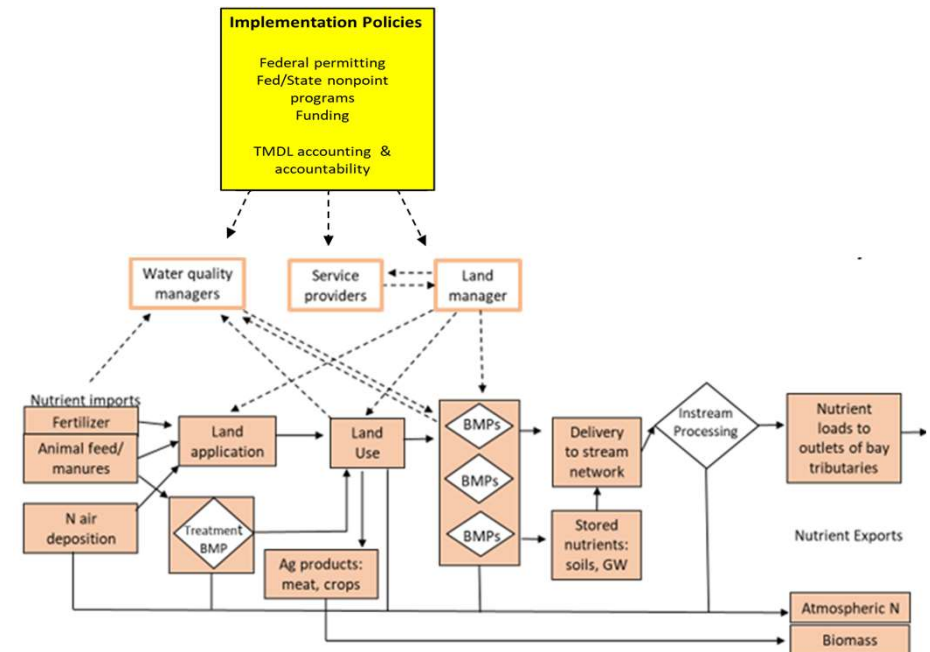 Implementation Policies
Federal permitting
Fed/State nonpoint
programs
Funding
TMDL accounting &
accountability
Water quality
managers
Service
providers
Land
manager
Nutrient imports
Fertilizer
Animal feed/
manures
N air
deposition
Land
application
Treatment
BMP
Land
Use
Ag products:
meat, crops
BMPs
BMPs
BMPs
Delivery
to stream
network
Stored
nutrients:
soils, GW
Instream
Processing
Nutrient
loads to
outlets of bay
tributaries
Nutrient Exports
Atmospheric N
Biomass